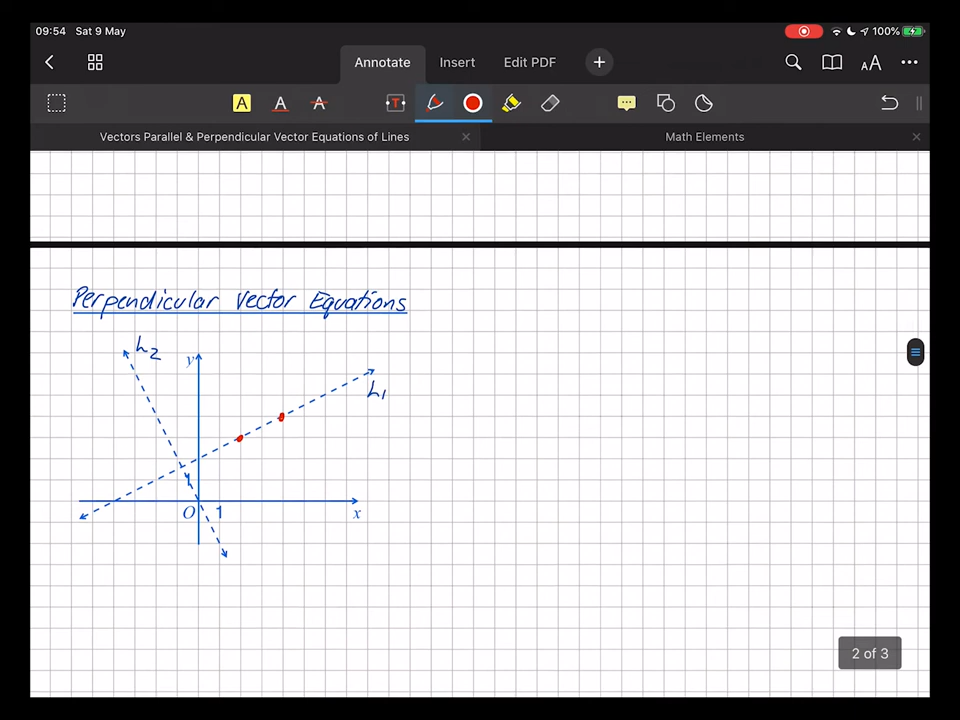 09:54 Sat 9 May 100%
Annotate Insert Edit PDF
Vectors Parallel & Perpendicular Vector Equations of Lines Math Elements
Perpendicular Vector Equations
L2
y
L1
1
O 1 x
2 of 3